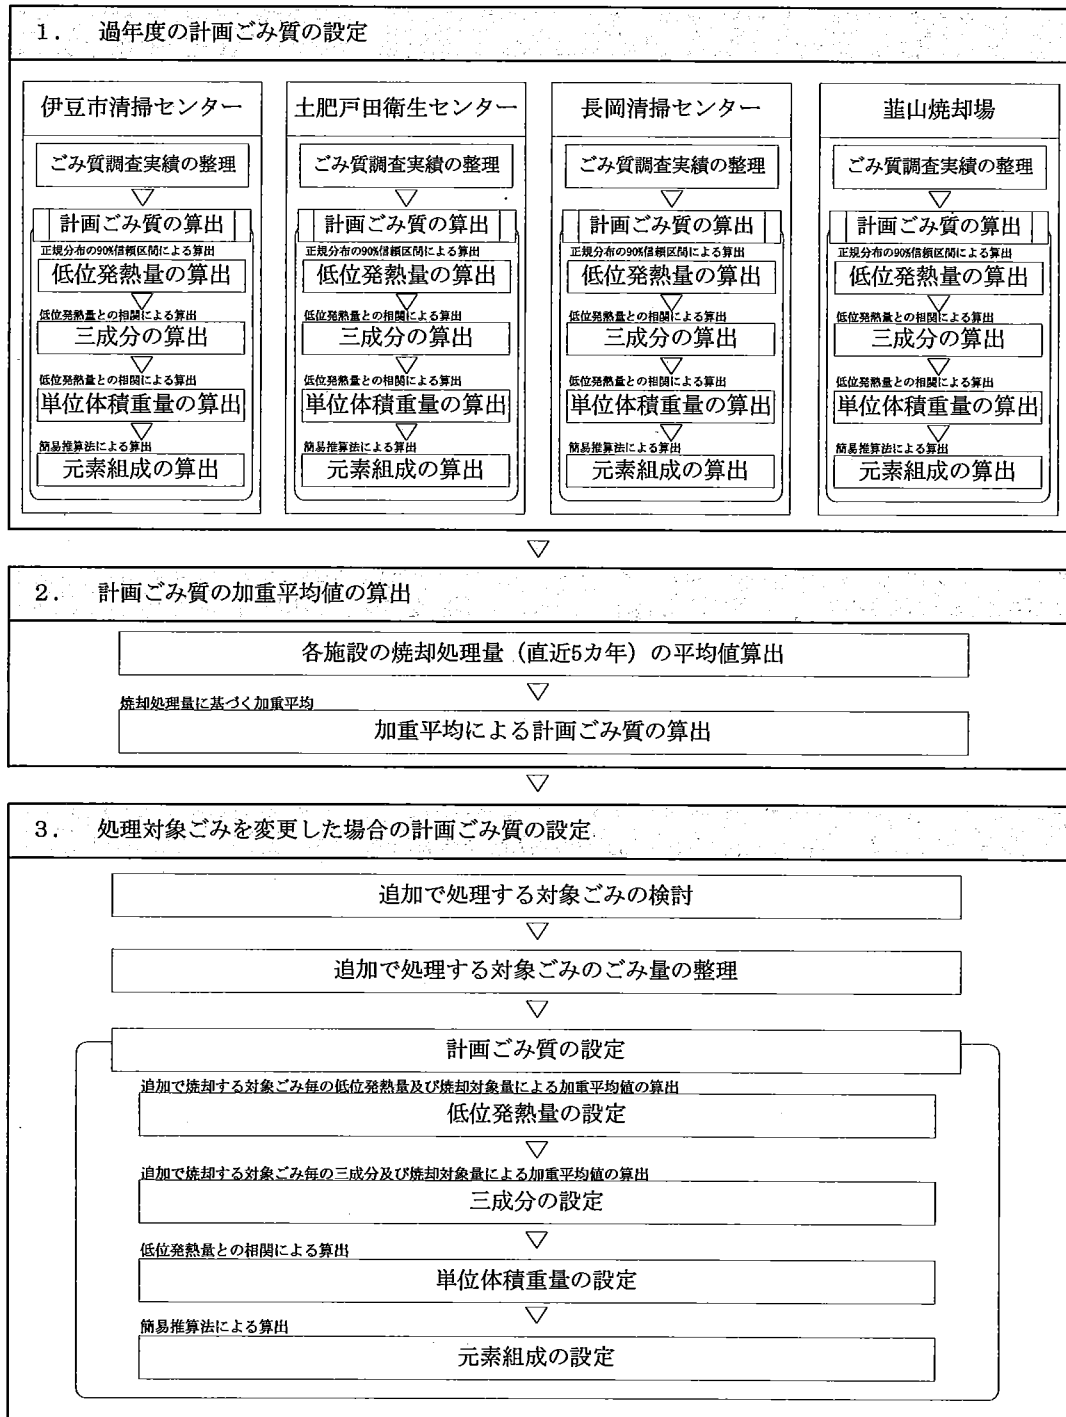 1. 過年度の計画ごみ質の設定
伊豆市清掃センター
ごみ質調査実績の整理
計画ごみ質の算出
正規分布の90%信頼区間による算出
低位発熱量の算出
低位発熱量との相関による算出
三成分の算出
低位発熱量との相関による算出
単位体積重量の算出
簡易推算法による算出
元素組成の算出
土肥戸田衛生センター
ごみ質調査実績の整理
計画ごみ質の算出
正規分布の90%信頼区間による算出
低位発熱量の算出
低位発熱量との相関による算出
三成分の算出
低位発熱量との相関による算出
単位体積重量の算出
簡易推算法による算出
元素組成の算出
長岡清掃センター
ごみ質調査実績の整理
計画ごみ質の算出
正規分布の90%信頼区間による算出
低位発熱量の算出
低位発熱量との相関による算出
三成分の算出
低位発熱量との相関による算出
単位体積重量の算出
簡易推算法による算出
元素組成の算出
韮山焼却場
ごみ質調査実績の整理
計画ごみ質の算出
正規分布の90%信頼区間による算出
低位発熱量の算出
低位発熱量との相関による算出
三成分の算出
低位発熱量との相関による算出
単位体積重量の算出
簡易推算法による算出
元素組成の算出
2. 計画ごみ質の加重平均値の算出
各施設の焼却処理量（直近5カ年）の平均値算出
焼却処理量に基づく加重平均
加重平均による計画ごみ質の算出
3. 処理対象ごみを変更した場合の計画ごみ質の設定
追加で処理する対象ごみの検討
追加で処理する対象ごみのごみ量の整理
計画ごみ質の設定
追加で焼却する対象ごみ毎の低位発熱量及び焼却対象量による加重平均値の算出
低位発熱量の設定
追加で焼却する対象ごみ毎の三成分及び焼却対象量による加重平均値の算出
三成分の設定
低位発熱量との相関による算出
単位体積重量の設定
簡易推算法による算出
元素組成の設定